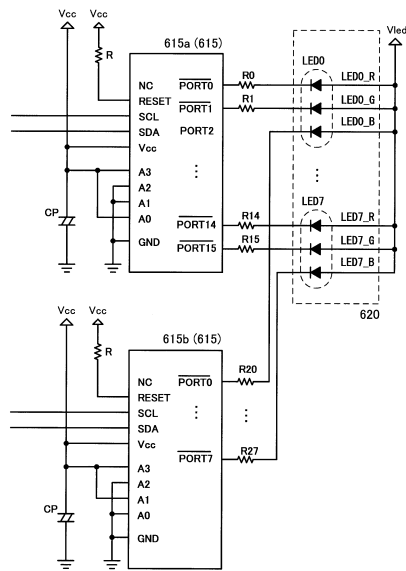 Vcc Vcc Vled
615a (615)
R
LED0
NC PORT0 R0 LED0_R
RESET PORT1 R1 LED0_G
SCL PORT2 LED0_B
SDA
Vcc
A3 ⋮ ⋮
A2 LED7
A1
CP A0 PORT14 R14 LED7_R
GND PORT15 R15 LED7_G
LED7_B
620
Vcc Vcc
615b (615)
R
NC PORT0 R20
RESET
SCL ⋮ ⋮
SDA
Vcc PORT7 R27
A3
A2
A1
CP A0
GND